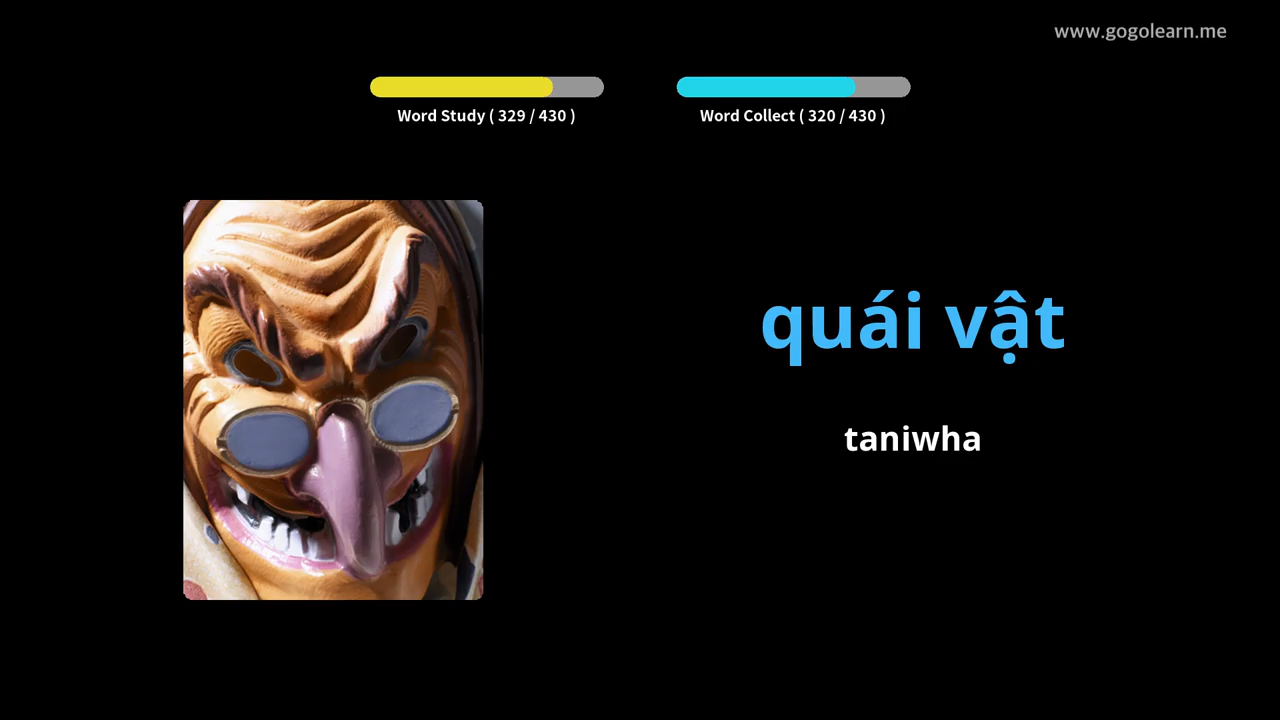 www.gogolearn.me
Word Study ( 329 / 430 )
Word Collect ( 320 / 430 )
quái vật
taniwha